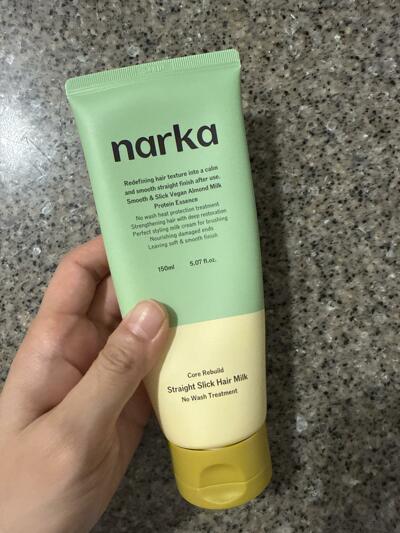 narka
Redefining hair texture into a calm
and smooth straight finish after use.
Smooth & Slick Vegan Almond Milk
Protein Essence
No wash heat protection treatment
Strengthening hair with deep restoration
Perfect styling milk cream for brushing
Nourishing damaged ends
Leaving soft & smooth finish
150ml 5.07 fl.oz.
Core Rebuild
Straight Slick Hair Milk
No Wash Treatment